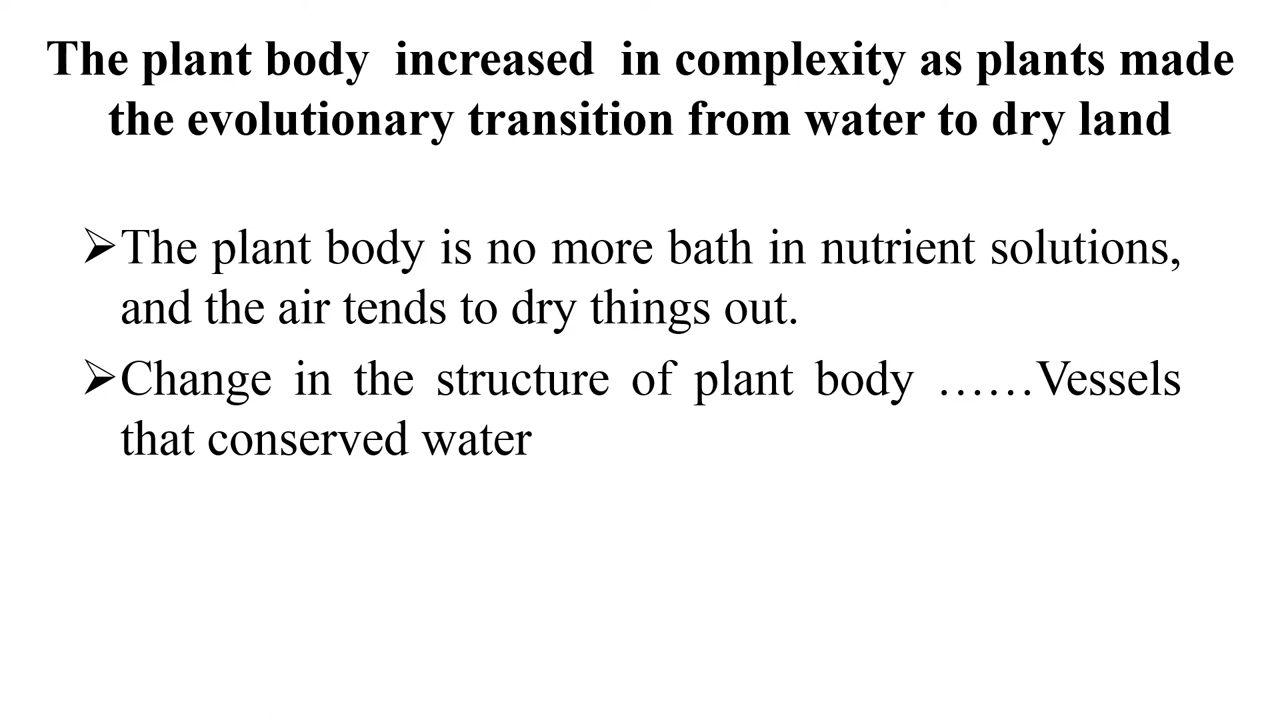 The plant body increased in complexity as plants made
the evolutionary transition from water to dry land
➢The plant body is no more bath in nutrient solutions,
and the air tends to dry things out.
➢Change in the structure of plant body ……Vessels
that conserved water